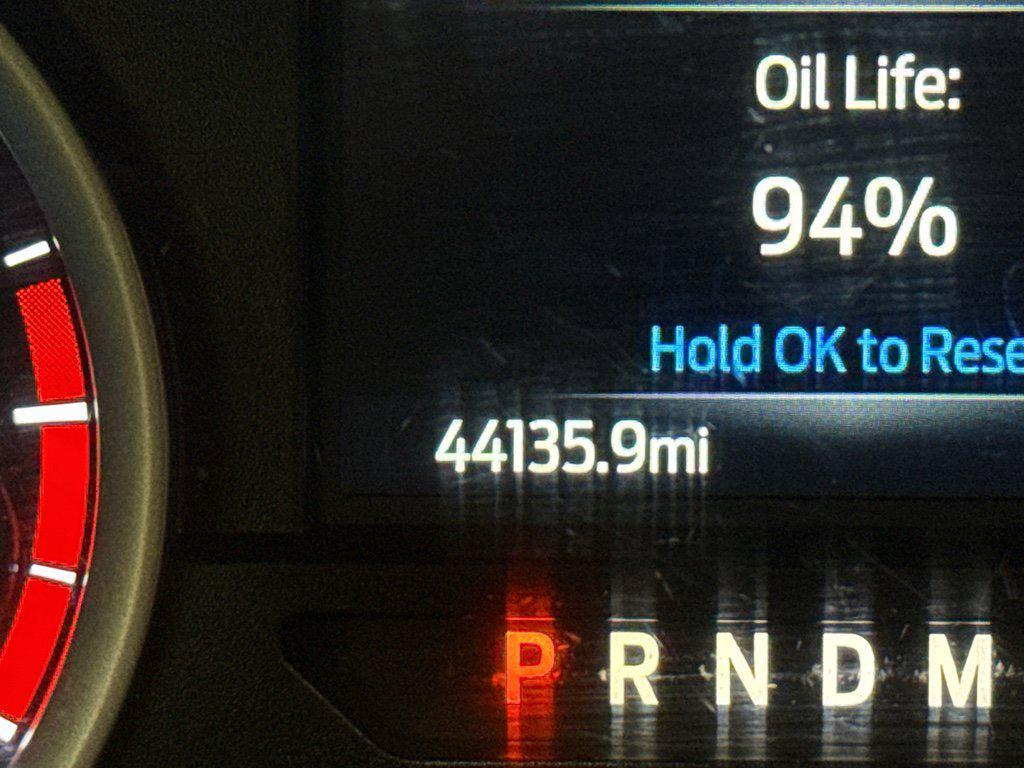 Oil Life:
94%
Hold OK to Rese
44135.9mi
P R N D M